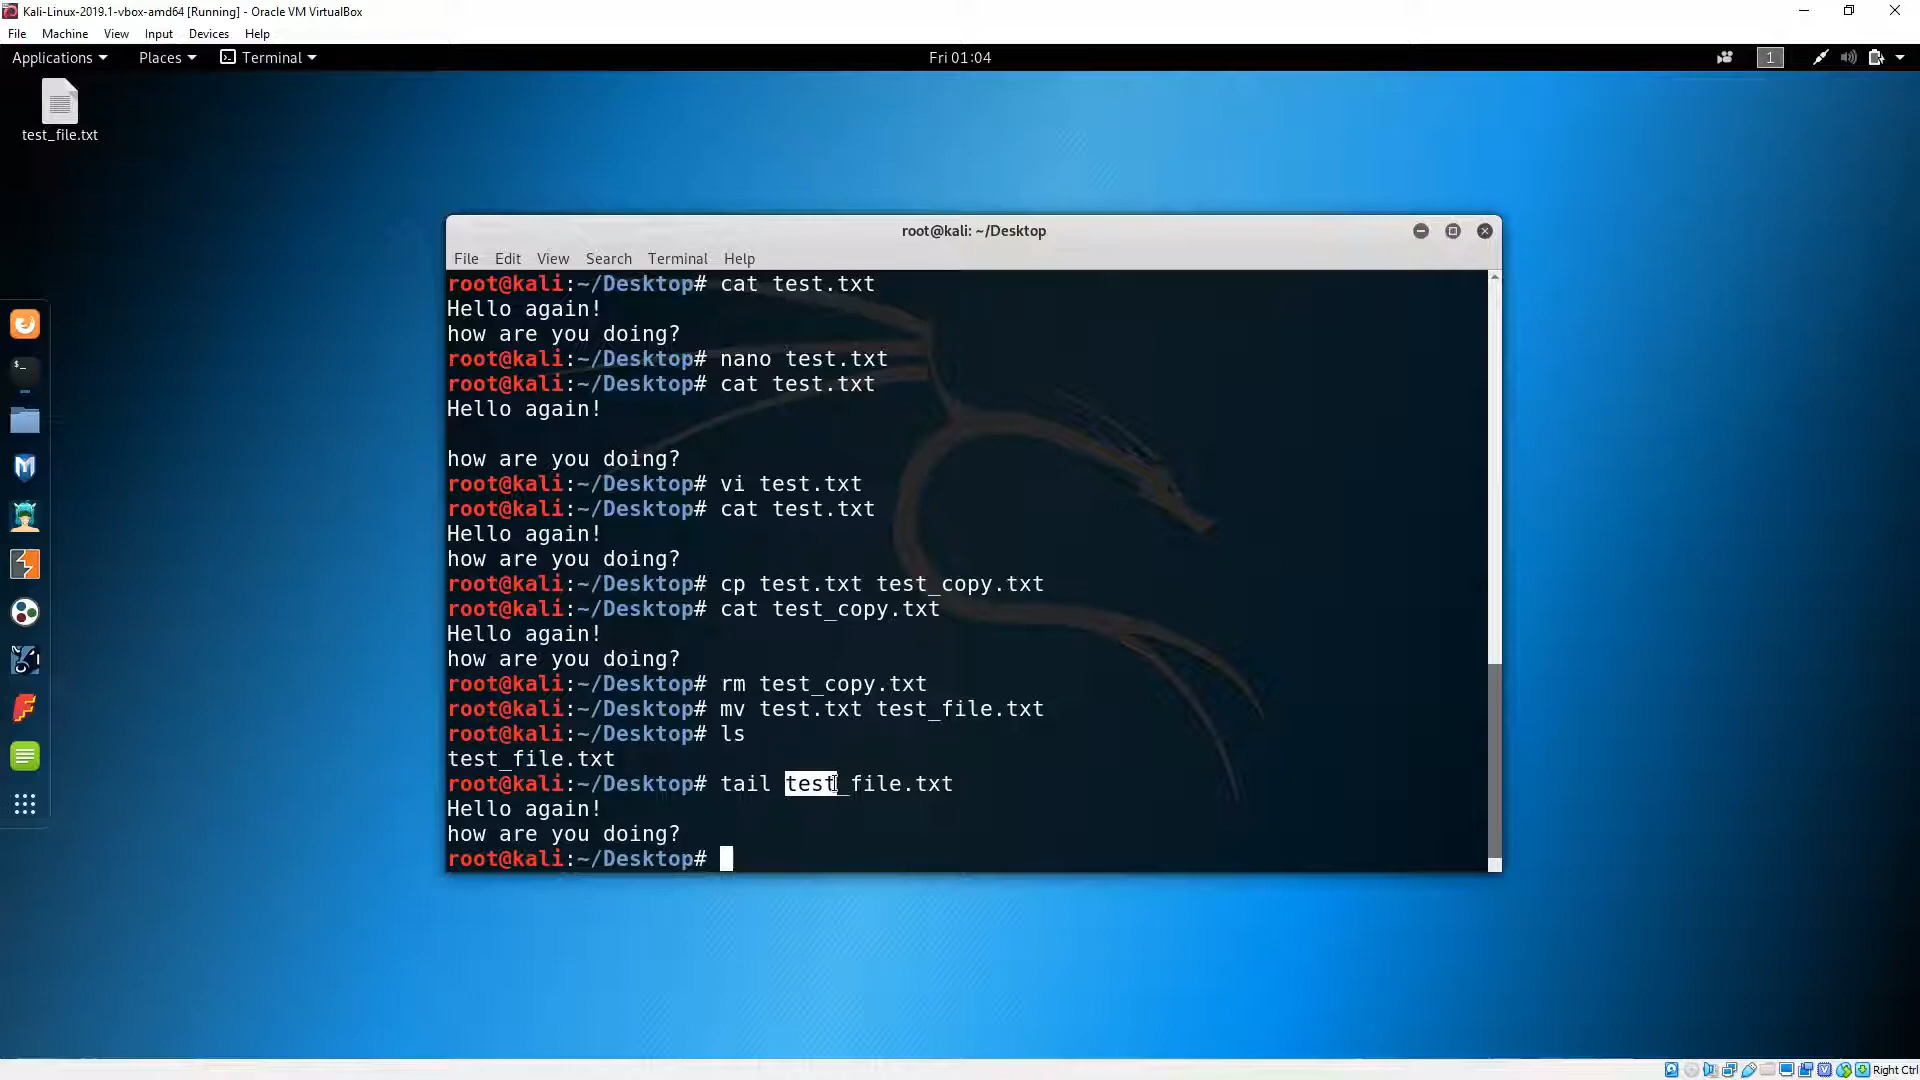 Kali-Linux-2019.1-vbox-amd64 [Running] - Oracle VM VirtualBox
File Machine View Input Devices Help
Applications Places Terminal Fri 01:04 1
test_file.txt
root@kali: ~/Desktop
File Edit View Search Terminal Help
root@kali:~/Desktop# cat test.txt
Hello again!
how are you doing?
root@kali:~/Desktop# nano test.txt
root@kali:~/Desktop# cat test.txt
Hello again!
how are you doing?
root@kali:~/Desktop# vi test.txt
root@kali:~/Desktop# cat test.txt
Hello again!
how are you doing?
root@kali:~/Desktop# cp test.txt test_copy.txt
root@kali:~/Desktop# cat test_copy.txt
Hello again!
how are you doing?
root@kali:~/Desktop# rm test_copy.txt
root@kali:~/Desktop# mv test.txt test_file.txt
root@kali:~/Desktop# ls
test_file.txt
root@kali:~/Desktop# tail test_file.txt
Hello again!
how are you doing?
root@kali:~/Desktop#
Right Ctrl